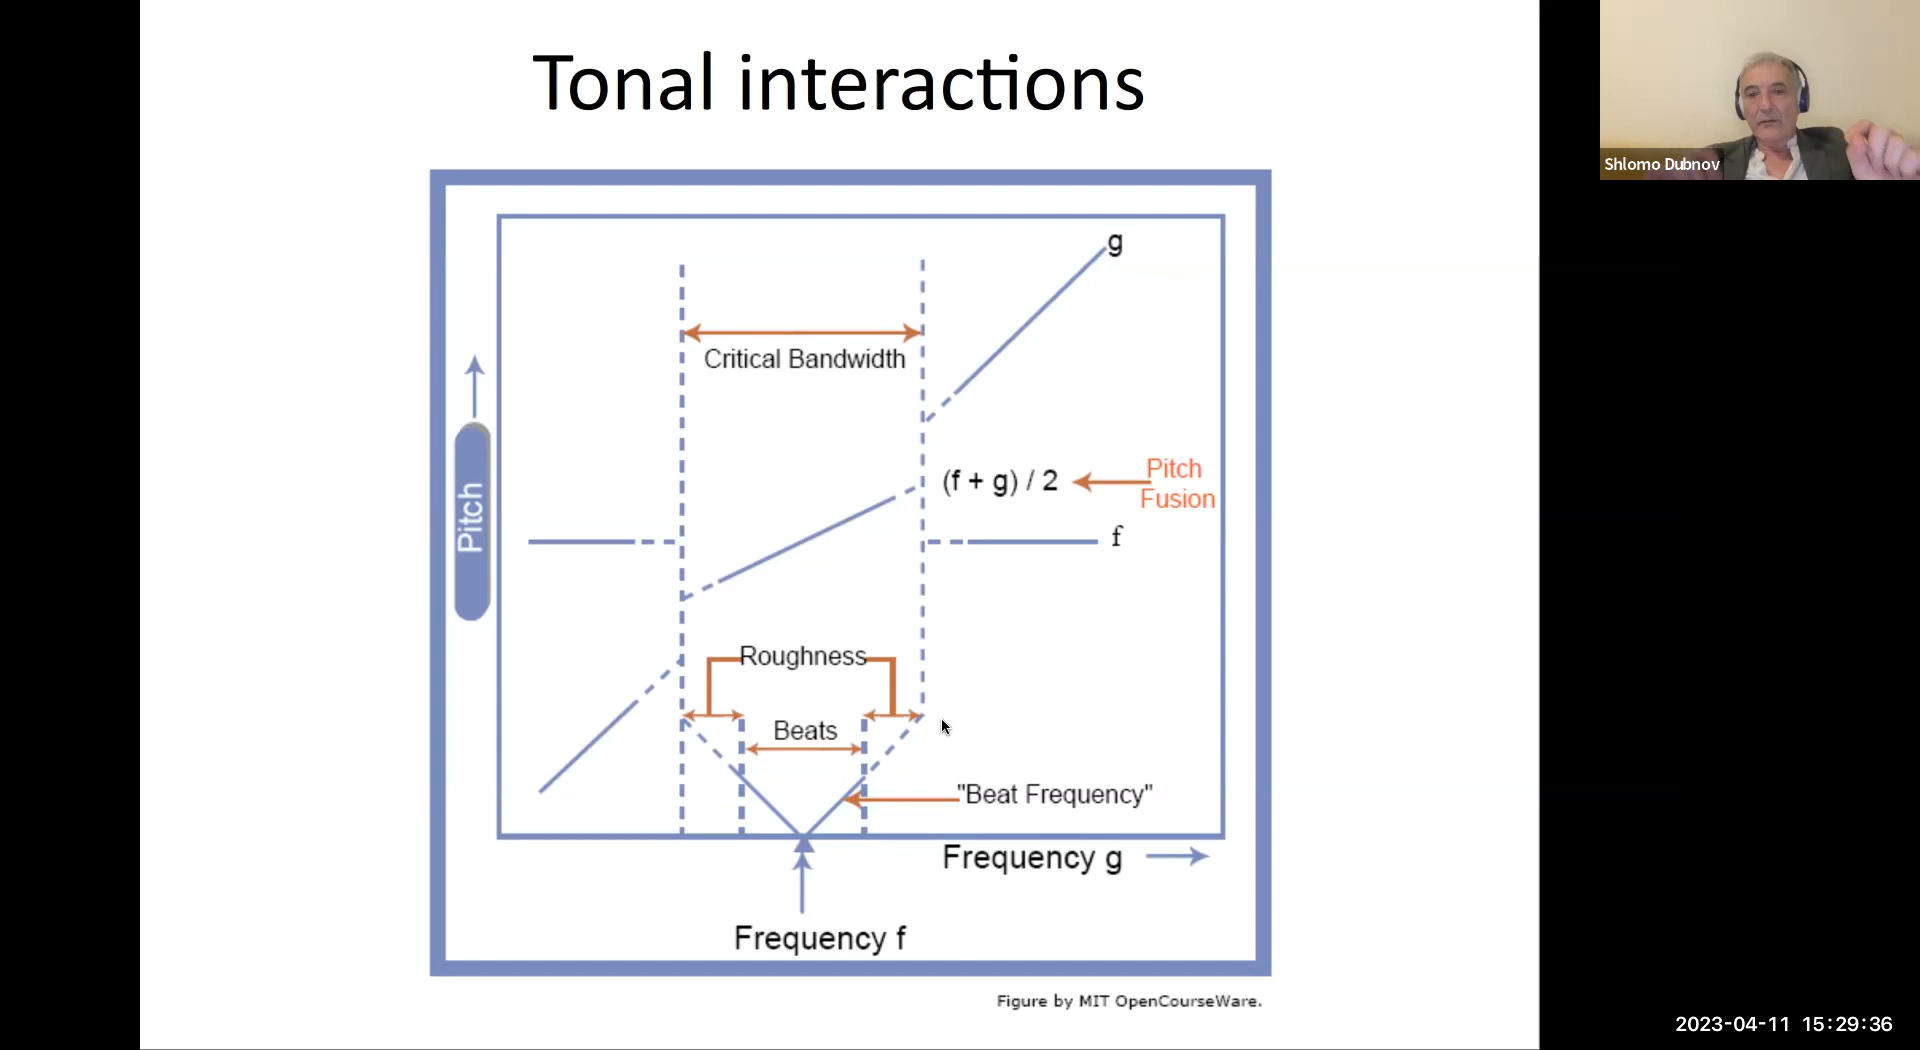 Tonal interactions
g
Critical Bandwidth
(f + g) / 2
Pitch
Fusion
Pitch
f
Roughness
Beats
"Beat Frequency"
Frequency g
Frequency f
Figure by MIT OpenCourseWare.
Shlomo Dubnov
2023-04-11 15:29:36